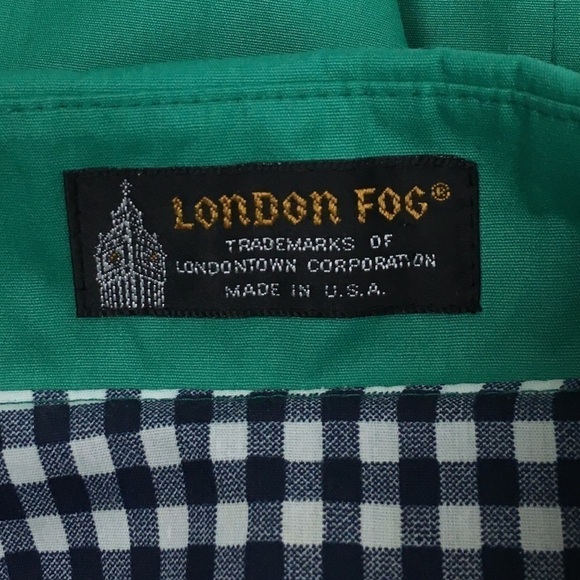 LONDON FOG®
TRADEMARKS OF
LONDONTOWN CORPORATION
MADE IN U.S.A.